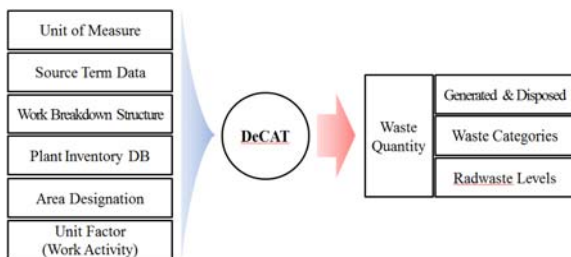 Unit of Measure
Source Term Data
Work Breakdown Structure
Plant Inventory DB
Area Designation
Unit Factor
(Work Activity)
DeCAT
Waste
Quantity
Generated & Disposed
Waste Categories
Radwaste Levels